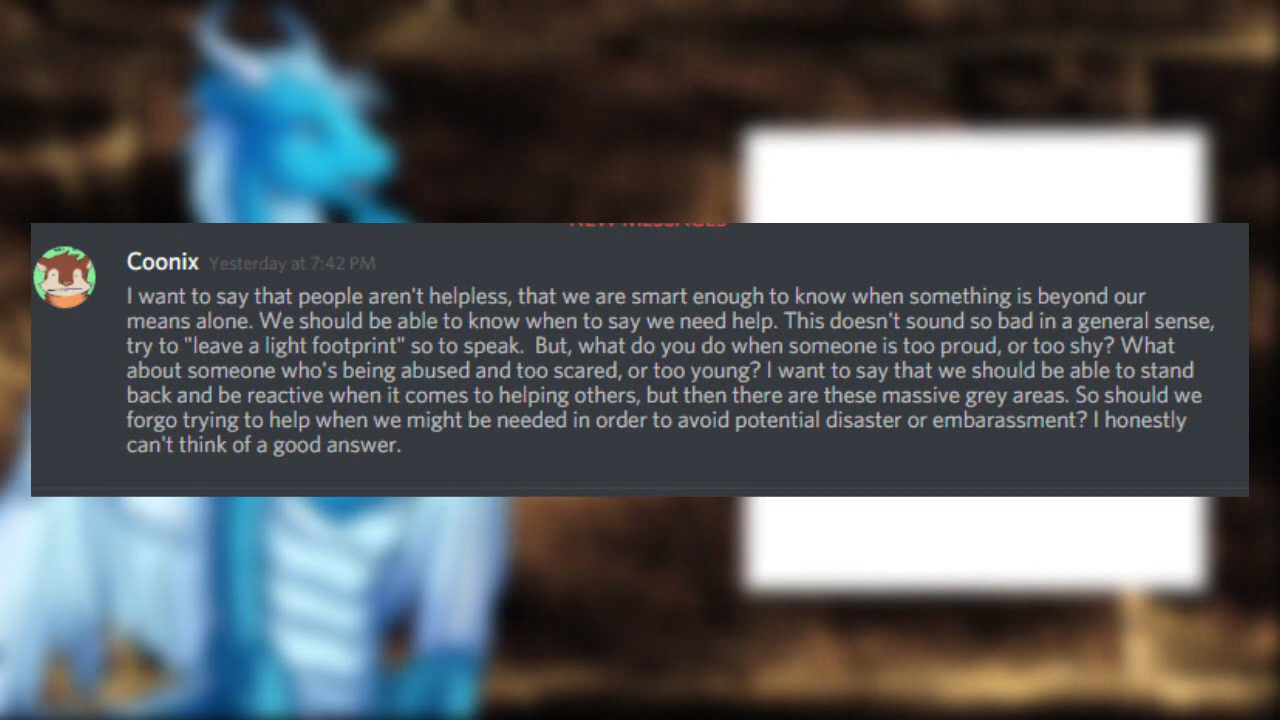 NEW MESSAGES
Coonix Yesterday at 7:42 PM
I want to say that people aren't helpless, that we are smart enough to know when something is beyond our
means alone. We should be able to know when to say we need help. This doesn't sound so bad in a general sense,
try to "leave a light footprint" so to speak.  But, what do you do when someone is too proud, or too shy? What
about someone who's being abused and too scared, or too young? I want to say that we should be able to stand
back and be reactive when it comes to helping others, but then there are these massive grey areas. So should we
forgo trying to help when we might be needed in order to avoid potential disaster or embarassment? I honestly
can't think of a good answer.